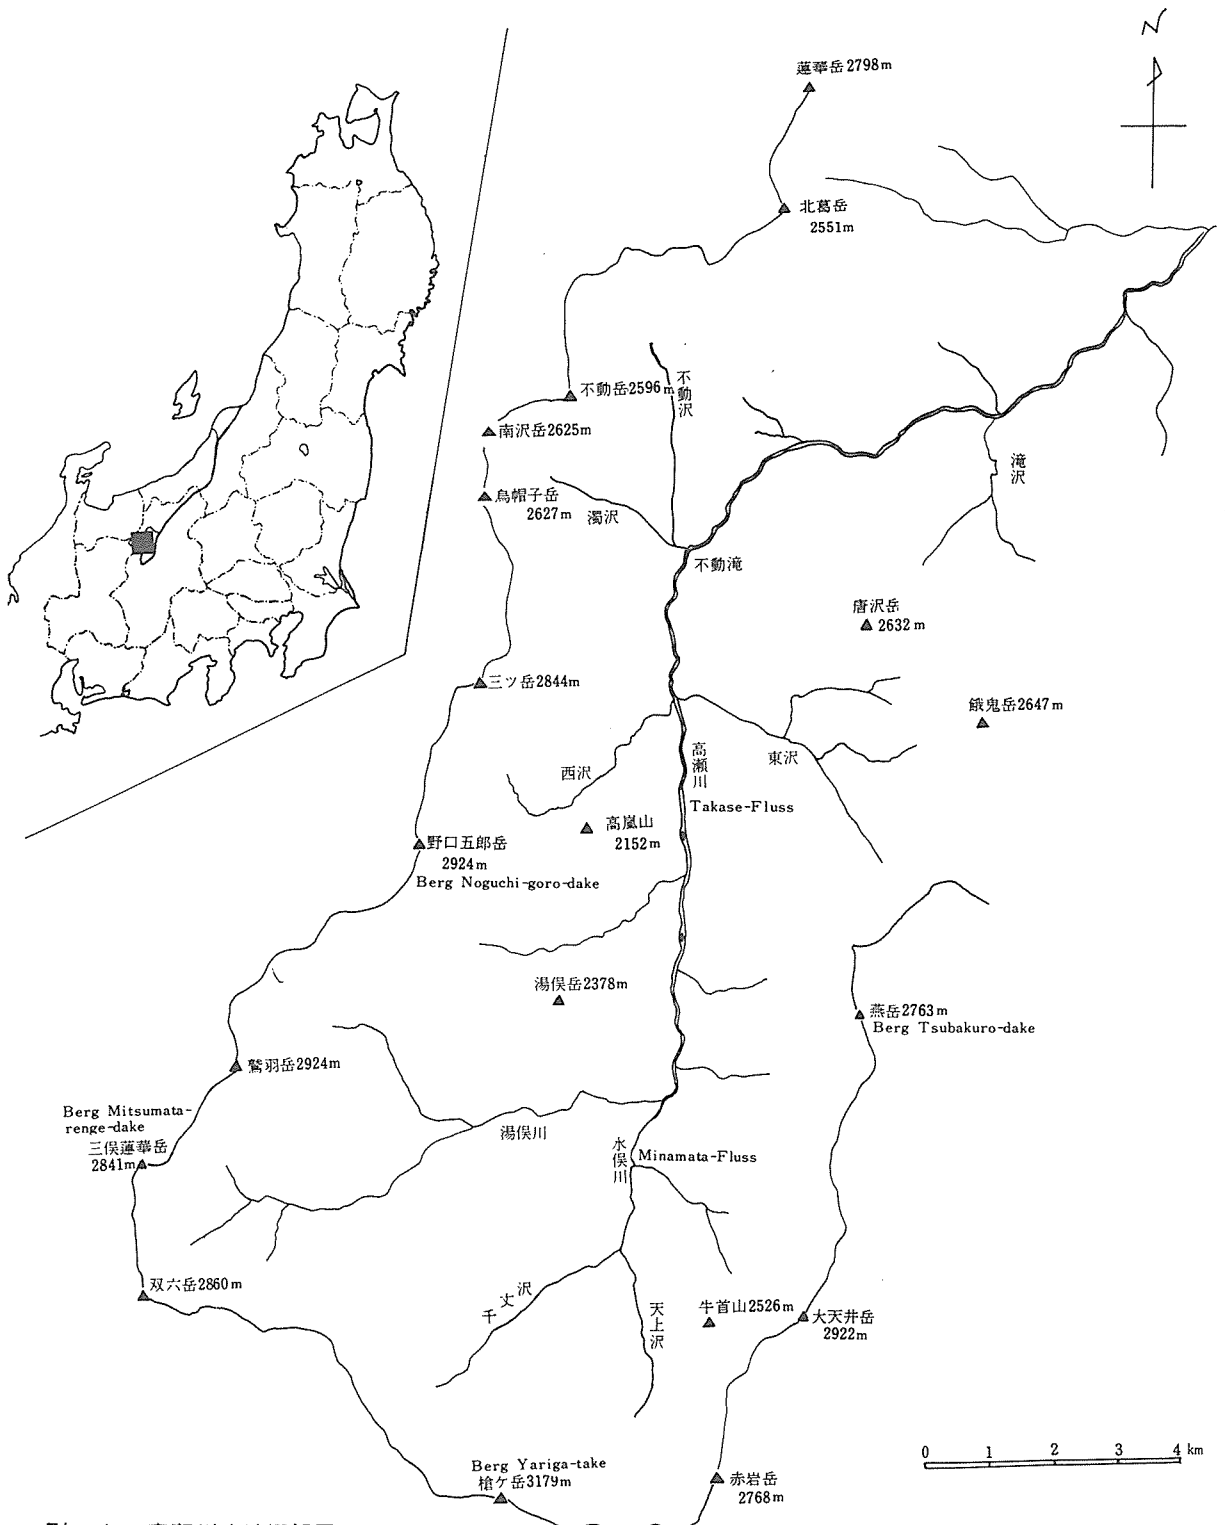 N
蓮華岳2798m
北葛岳
2551m
不動岳2596m
不動沢
南沢岳2625m
滝沢
烏帽子岳
2627m
濁沢
不動滝
唐沢岳
2632m
三ツ岳2844m
餓鬼岳2647m
高瀬川
東沢
西沢
Takase-Fluss
高嵐山
2152m
野口五郎岳
2924m
Berg Noguchi-goro-dake
湯俣岳2378m
燕岳2763m
Berg Tsubakuro-dake
鷲羽岳2924m
Berg Mitsumata-
renge-dake
三俣蓮華岳
2841m
湯俣川
水俣川
Minamata-Fluss
双六岳2860m
千丈沢
天上沢
牛首山2526m
大天井岳
2922m
0 1 2 3 4 km
Berg Yariga-take
槍ケ岳3179m
赤岩岳
2768m